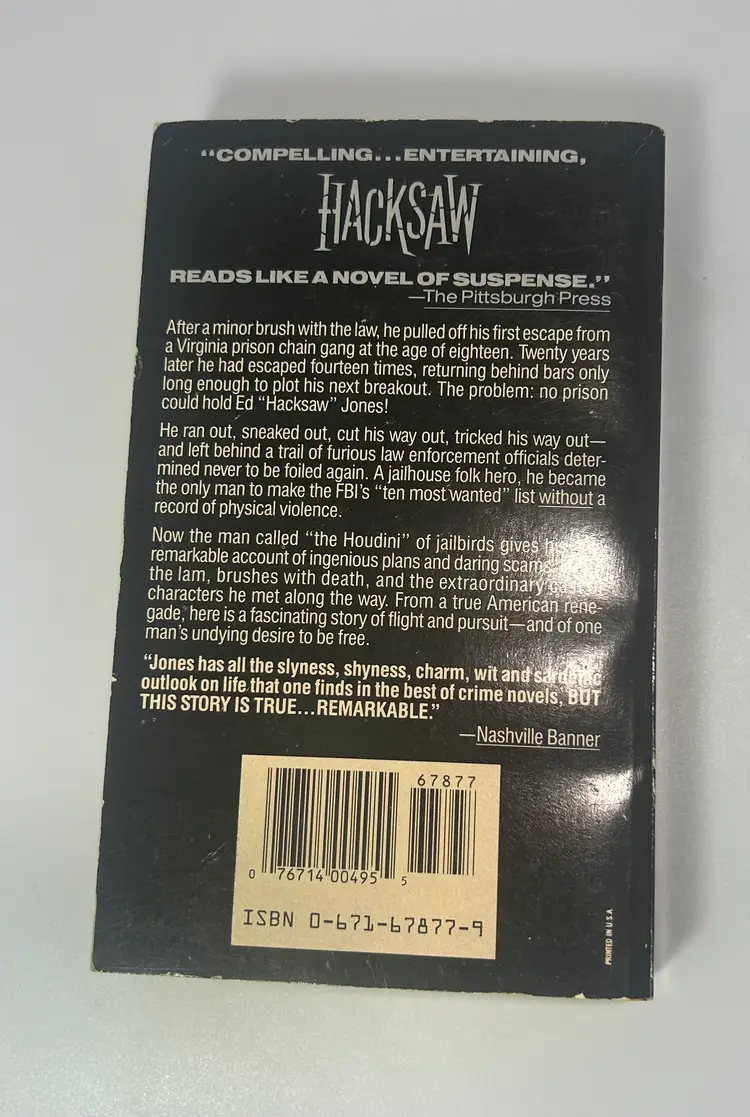 “COMPELLING...ENTERTAINING,
HACKSAW
READS LIKE A NOVEL OF SUSPENSE.”
—The Pittsburgh Press
After a minor brush with the law, he pulled off his first escape from
a Virginia prison chain gang at the age of eighteen. Twenty years
later he had escaped fourteen times, returning behind bars only
long enough to plot his next breakout. The problem: no prison
could hold Ed “Hacksaw” Jones!
He ran out, sneaked out, cut his way out, tricked his way out—
and left behind a trail of furious law enforcement officials deter-
mined never to be foiled again. A jailhouse folk hero, he became
the only man to make the FBI’s “ten most wanted” list without a
record of physical violence.
Now the man called “the Houdini” of jailbirds gives
remarkable account of ingenious plans and daring scams
the lam, brushes with death, and the extraordinary
characters he met along the way. From a true American rene-
gade, here is a fascinating story of flight and pursuit—and of one
man’s undying desire to be free.
“Jones has all the slyness, shyness, charm, wit and sardonic
outlook on life that one finds in the best of crime novels, BUT
THIS STORY IS TRUE...REMARKABLE.”
—Nashville Banner
67877
0 76714 00495 5
ISBN 0-671-67877-9
PRINTED IN U.S.A.